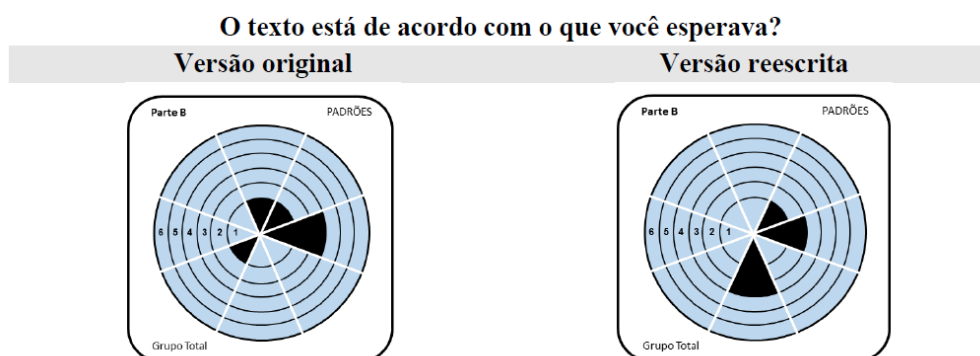 O texto está de acordo com o que você esperava?
Versão original
Versão reescrita
Parte B
PADRÕES
6 5 4 3 2 1
Grupo Total
Parte B
PADRÕES
6 5 4 3 2 1
Grupo Total